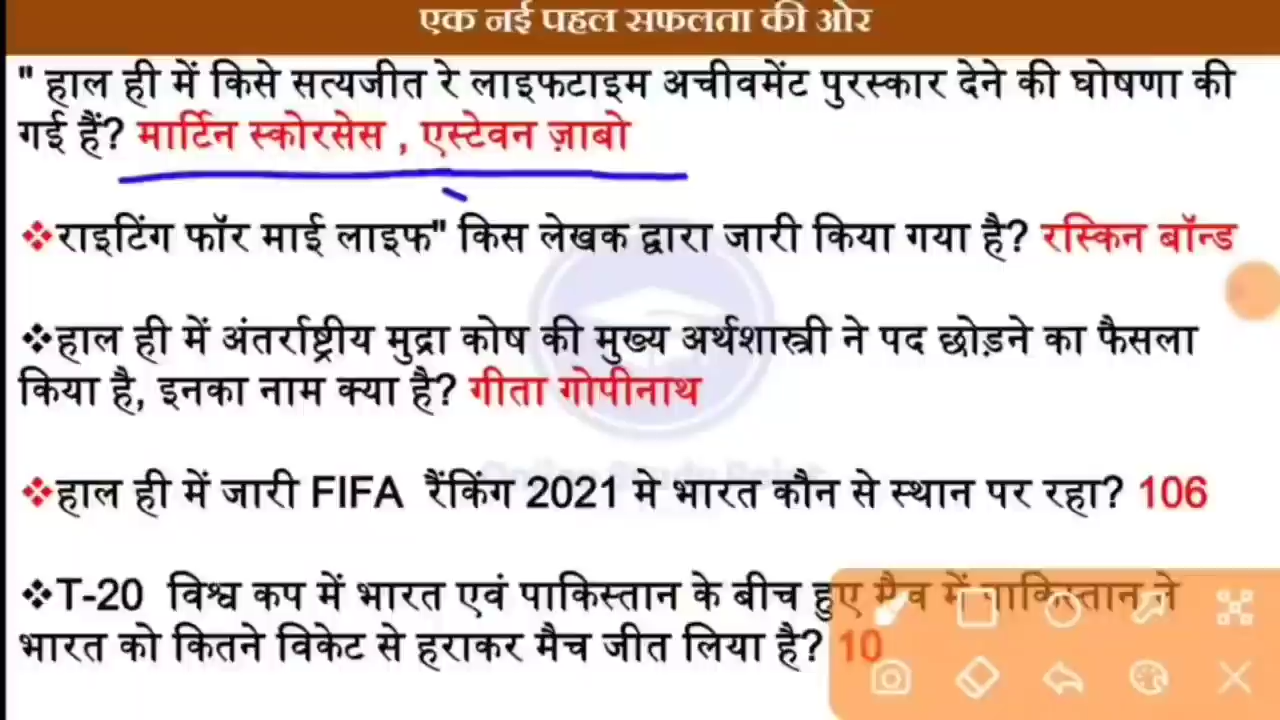 एक नई पहल सफलता की ओर
" हाल ही में किसे सत्यजीत रे लाइफटाइम अचीवमेंट पुरस्कार देने की घोषणा की
गई हैं? मार्टिन स्कोरसेस , एस्टेवन ज़ाबो
❖राइटिंग फॉर माई लाइफ" किस लेखक द्वारा जारी किया गया है? रस्किन बॉन्ड
❖हाल ही में अंतर्राष्ट्रीय मुद्रा कोष की मुख्य अर्थशास्त्री ने पद छोड़ने का फैसला
किया है, इनका नाम क्या है? गीता गोपीनाथ
❖हाल ही में जारी FIFA रैंकिंग 2021 मे भारत कौन से स्थान पर रहा? 106
❖T-20 विश्व कप में भारत एवं पाकिस्तान के बीच हुए मैच में पाकिस्तान ने
भारत को कितने विकेट से हराकर मैच जीत लिया है? 10